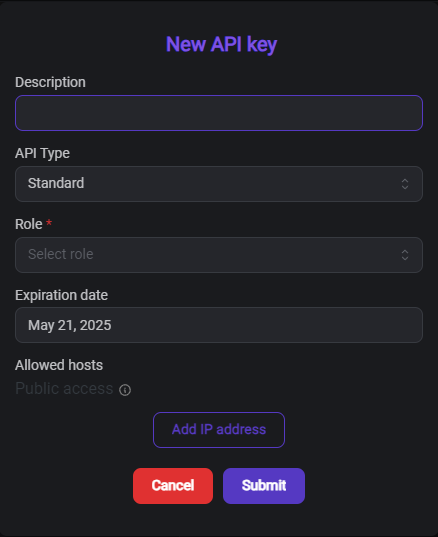 New API key
Description
API Type
Standard
Role *
Select role
Expiration date
May 21, 2025
Allowed hosts
Public access
Add IP address
Cancel Submit